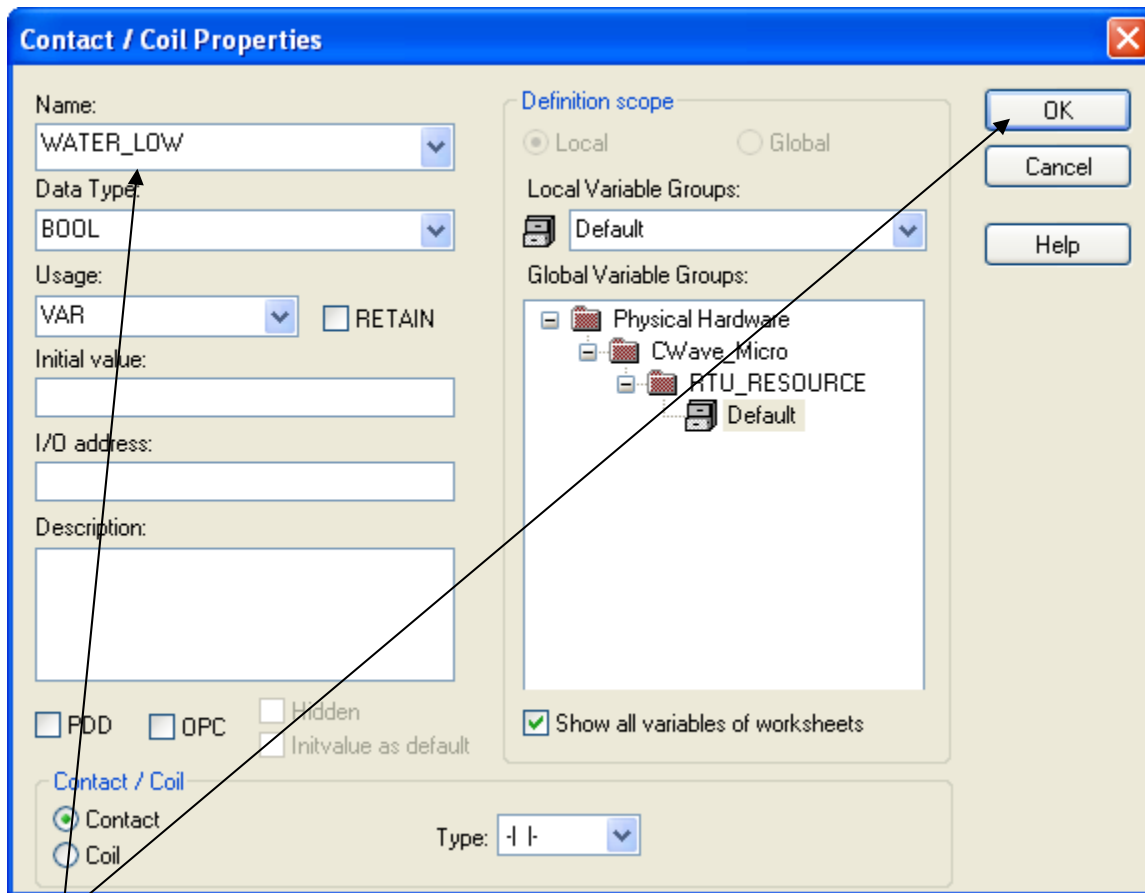 Contact / Coil Properties
Name:
WATER_LOW
Data Type:
BOOL
Usage:
VAR
RETAIN
Initial value:
I/O address:
Description:
PDD
OPC
Hidden
Initvalue as default
Definition scope
Local
Global
Local Variable Groups:
Default
Global Variable Groups:
Physical Hardware
CWave_Micro
RTU_RESOURCE
Default
Show all variables of worksheets
OK
Cancel
Help
Contact / Coil
Contact
Coil
Type: -| |-